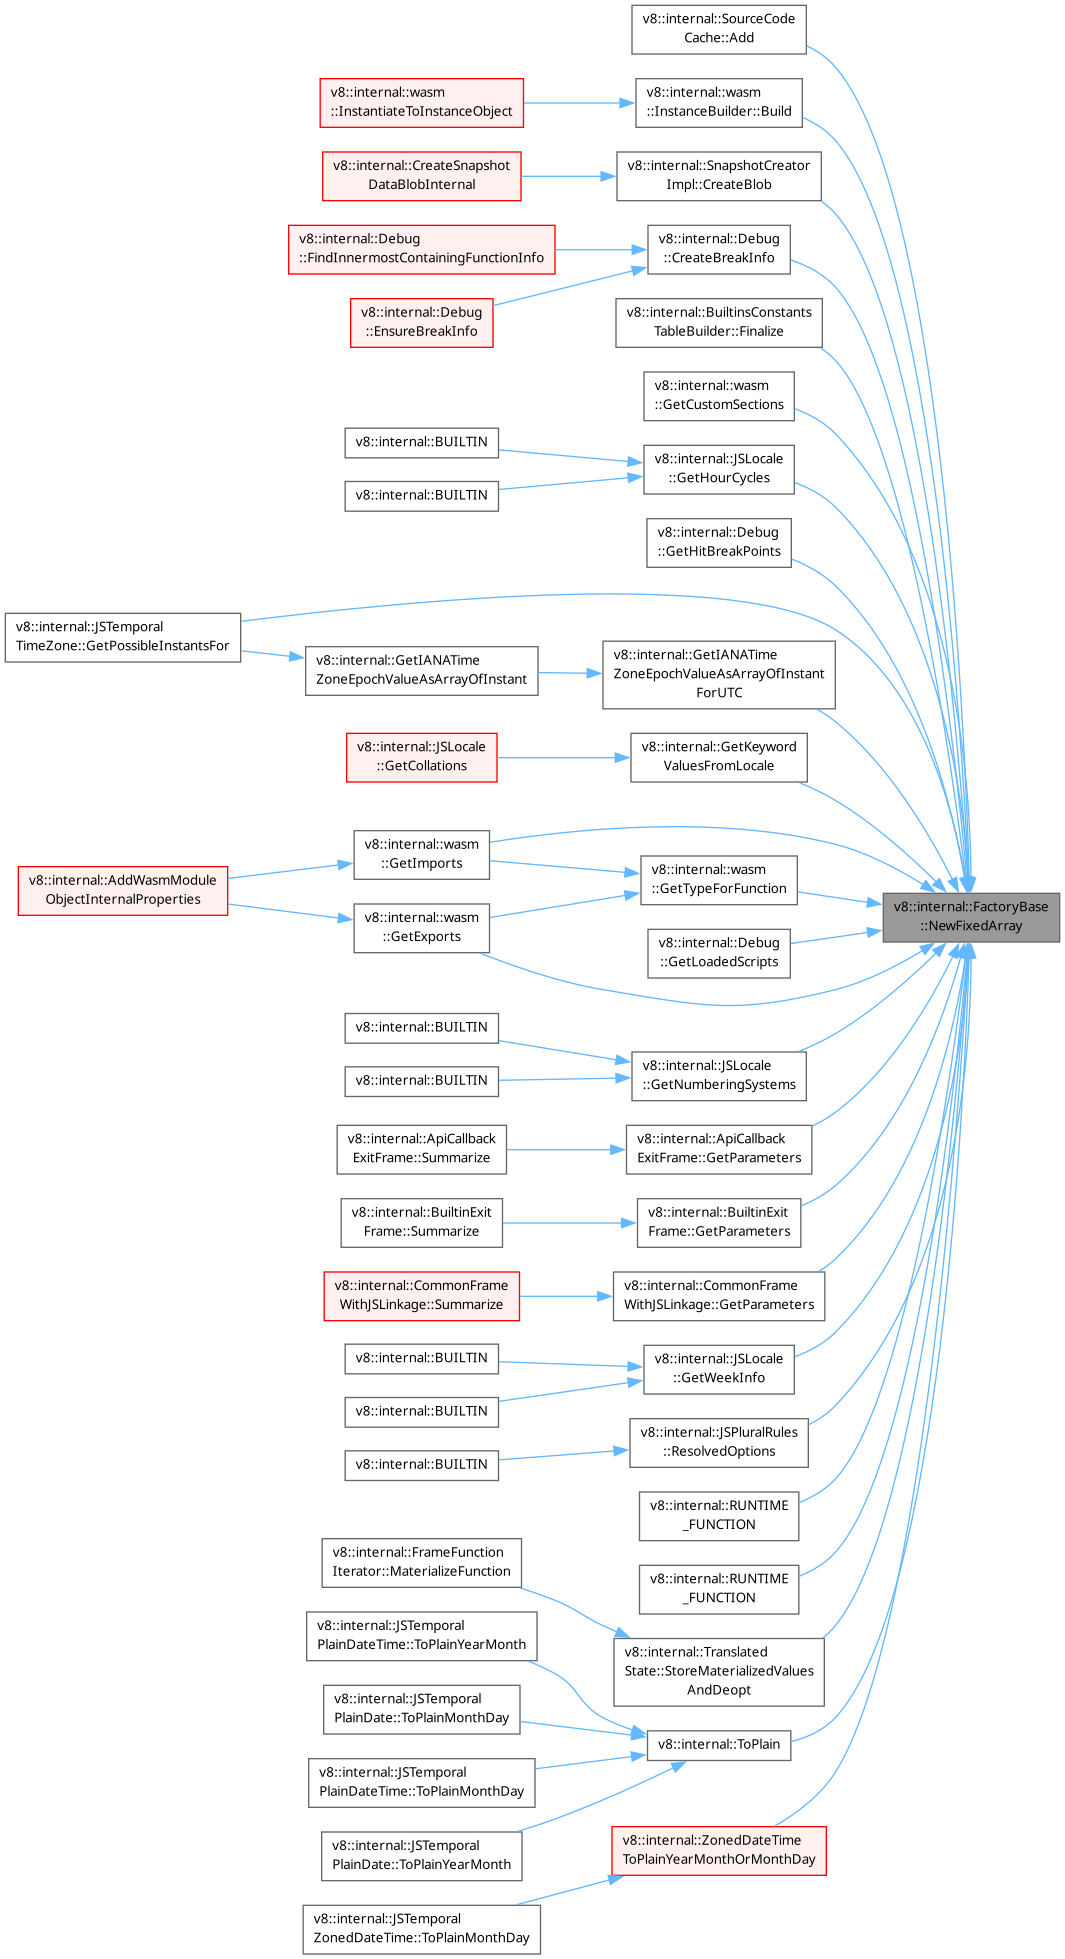 v8::internal::SourceCode
Cache::Add
v8::internal::wasm
::InstantiateToInstanceObject
v8::internal::wasm
::InstanceBuilder::Build
v8::internal::CreateSnapshot
DataBlobInternal
v8::internal::SnapshotCreator
Impl::CreateBlob
v8::internal::Debug
::FindInnermostContainingFunctionInfo
v8::internal::Debug
::CreateBreakInfo
v8::internal::Debug
::EnsureBreakInfo
v8::internal::BuiltinsConstants
TableBuilder::Finalize
v8::internal::wasm
::GetCustomSections
v8::internal::BUILTIN
v8::internal::JSLocale
::GetHourCycles
v8::internal::BUILTIN
v8::internal::Debug
::GetHitBreakPoints
v8::internal::JSTemporal
TimeZone::GetPossibleInstantsFor
v8::internal::GetIANATime
ZoneEpochValueAsArrayOfInstant
v8::internal::GetIANATime
ZoneEpochValueAsArrayOfInstant
ForUTC
v8::internal::JSLocale
::GetCollations
v8::internal::GetKeyword
ValuesFromLocale
v8::internal::wasm
::GetImports
v8::internal::AddWasmModule
ObjectInternalProperties
v8::internal::wasm
::GetTypeForFunction
v8::internal::FactoryBase
::NewFixedArray
v8::internal::wasm
::GetExports
v8::internal::Debug
::GetLoadedScripts
v8::internal::BUILTIN
v8::internal::JSLocale
::GetNumberingSystems
v8::internal::BUILTIN
v8::internal::ApiCallback
ExitFrame::Summarize
v8::internal::ApiCallback
ExitFrame::GetParameters
v8::internal::BuiltinExit
Frame::Summarize
v8::internal::BuiltinExit
Frame::GetParameters
v8::internal::CommonFrame
WithJSLinkage::Summarize
v8::internal::CommonFrame
WithJSLinkage::GetParameters
v8::internal::BUILTIN
v8::internal::JSLocale
::GetWeekInfo
v8::internal::BUILTIN
v8::internal::JSPluralRules
::ResolvedOptions
v8::internal::BUILTIN
v8::internal::RUNTIME
_FUNCTION
v8::internal::FrameFunction
Iterator::MaterializeFunction
v8::internal::RUNTIME
_FUNCTION
v8::internal::JSTemporal
PlainDateTime::ToPlainYearMonth
v8::internal::Translated
State::StoreMaterializedValues
AndDeopt
v8::internal::JSTemporal
PlainDate::ToPlainMonthDay
v8::internal::ToPlain
v8::internal::JSTemporal
PlainDateTime::ToPlainMonthDay
v8::internal::JSTemporal
PlainDate::ToPlainYearMonth
v8::internal::ZonedDateTime
ToPlainYearMonthOrMonthDay
v8::internal::JSTemporal
ZonedDateTime::ToPlainMonthDay